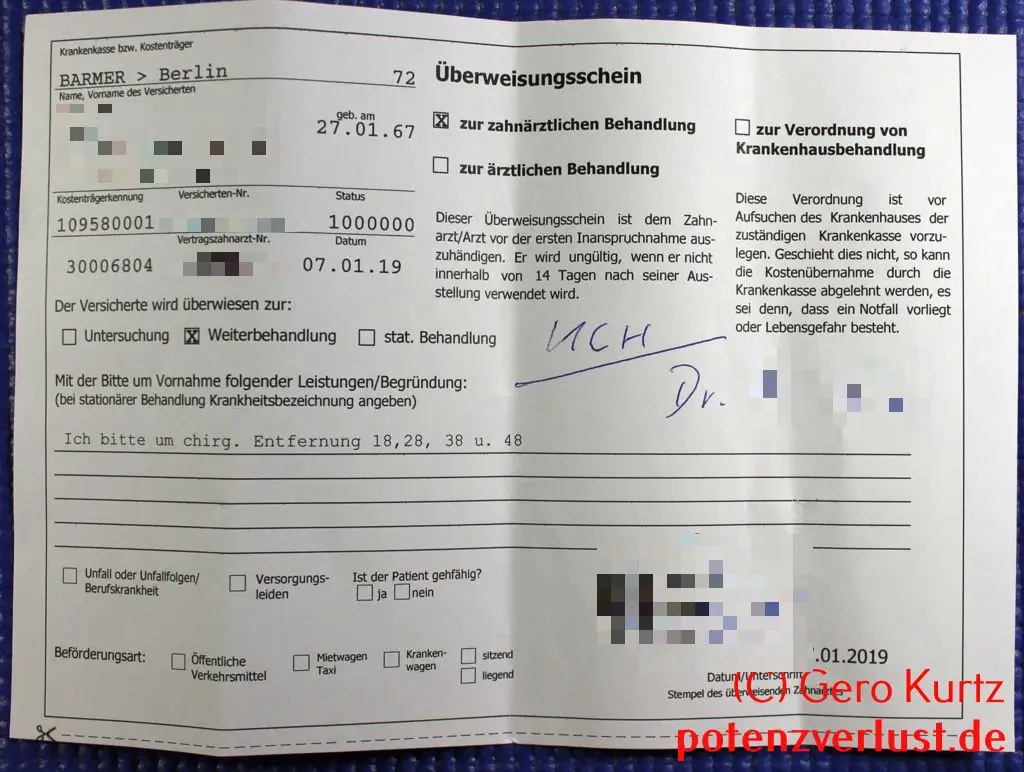 Krankenkasse bzw. Kostenträger
BARMER > Berlin 72
Name, Vorname des Versicherten
geb. am
27.01.67
Kostenträgerkennung Versicherten-Nr. Status
109580001 1000000
Vertragszahnarzt-Nr. Datum
30006804 07.01.19
Überweisungsschein
X zur zahnärztlichen Behandlung
zur ärztlichen Behandlung
Dieser Überweisungsschein ist dem Zahn-
arzt/Arzt vor der ersten Inanspruchnahme aus-
zuhändigen. Er wird ungültig, wenn er nicht
innerhalb von 14 Tagen nach seiner Aus-
stellung verwendet wird.
zur Verordnung von
Krankenhausbehandlung
Diese Verordnung ist vor
Aufsuchen des Krankenhauses der
zuständigen Krankenkasse vorzu-
legen. Geschieht dies nicht, so kann
die Kostenübernahme durch die
Krankenkasse abgelehnt werden, es
sei denn, dass ein Notfall vorliegt
oder Lebensgefahr besteht.
Der Versicherte wird überwiesen zur:
Untersuchung X Weiterbehandlung stat. Behandlung
Dr.
Mit der Bitte um Vornahme folgender Leistungen/Begründung:
(bei stationärer Behandlung Krankheitsbezeichnung angeben)
Ich bitte um chirg. Entfernung 18,28, 38 u. 48
Unfall oder Unfallfolgen/
Berufskrankheit
Versorgungs-
leiden
Ist der Patient gehfähig?
ja nein
Beförderungsart:
Öffentliche
Verkehrsmittel
Mietwagen
Taxi
Kranken-
wagen
sitzend
liegend
.01.2019
Datum/Unterschrift
Stempel des überweisenden Zahnarztes
(C) Gero Kurtz
potenzverlust.de